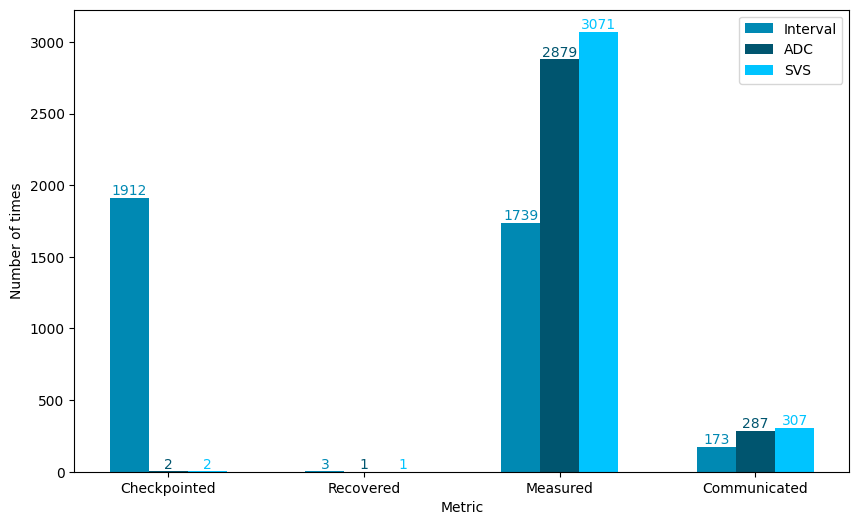 Interval
ADC
SVS
Number of times
3000
2500
2000
1500
1000
500
0
1912
2
2
3
1
1
1739
2879
3071
173
287
307
Checkpointed
Recovered
Measured
Communicated
Metric